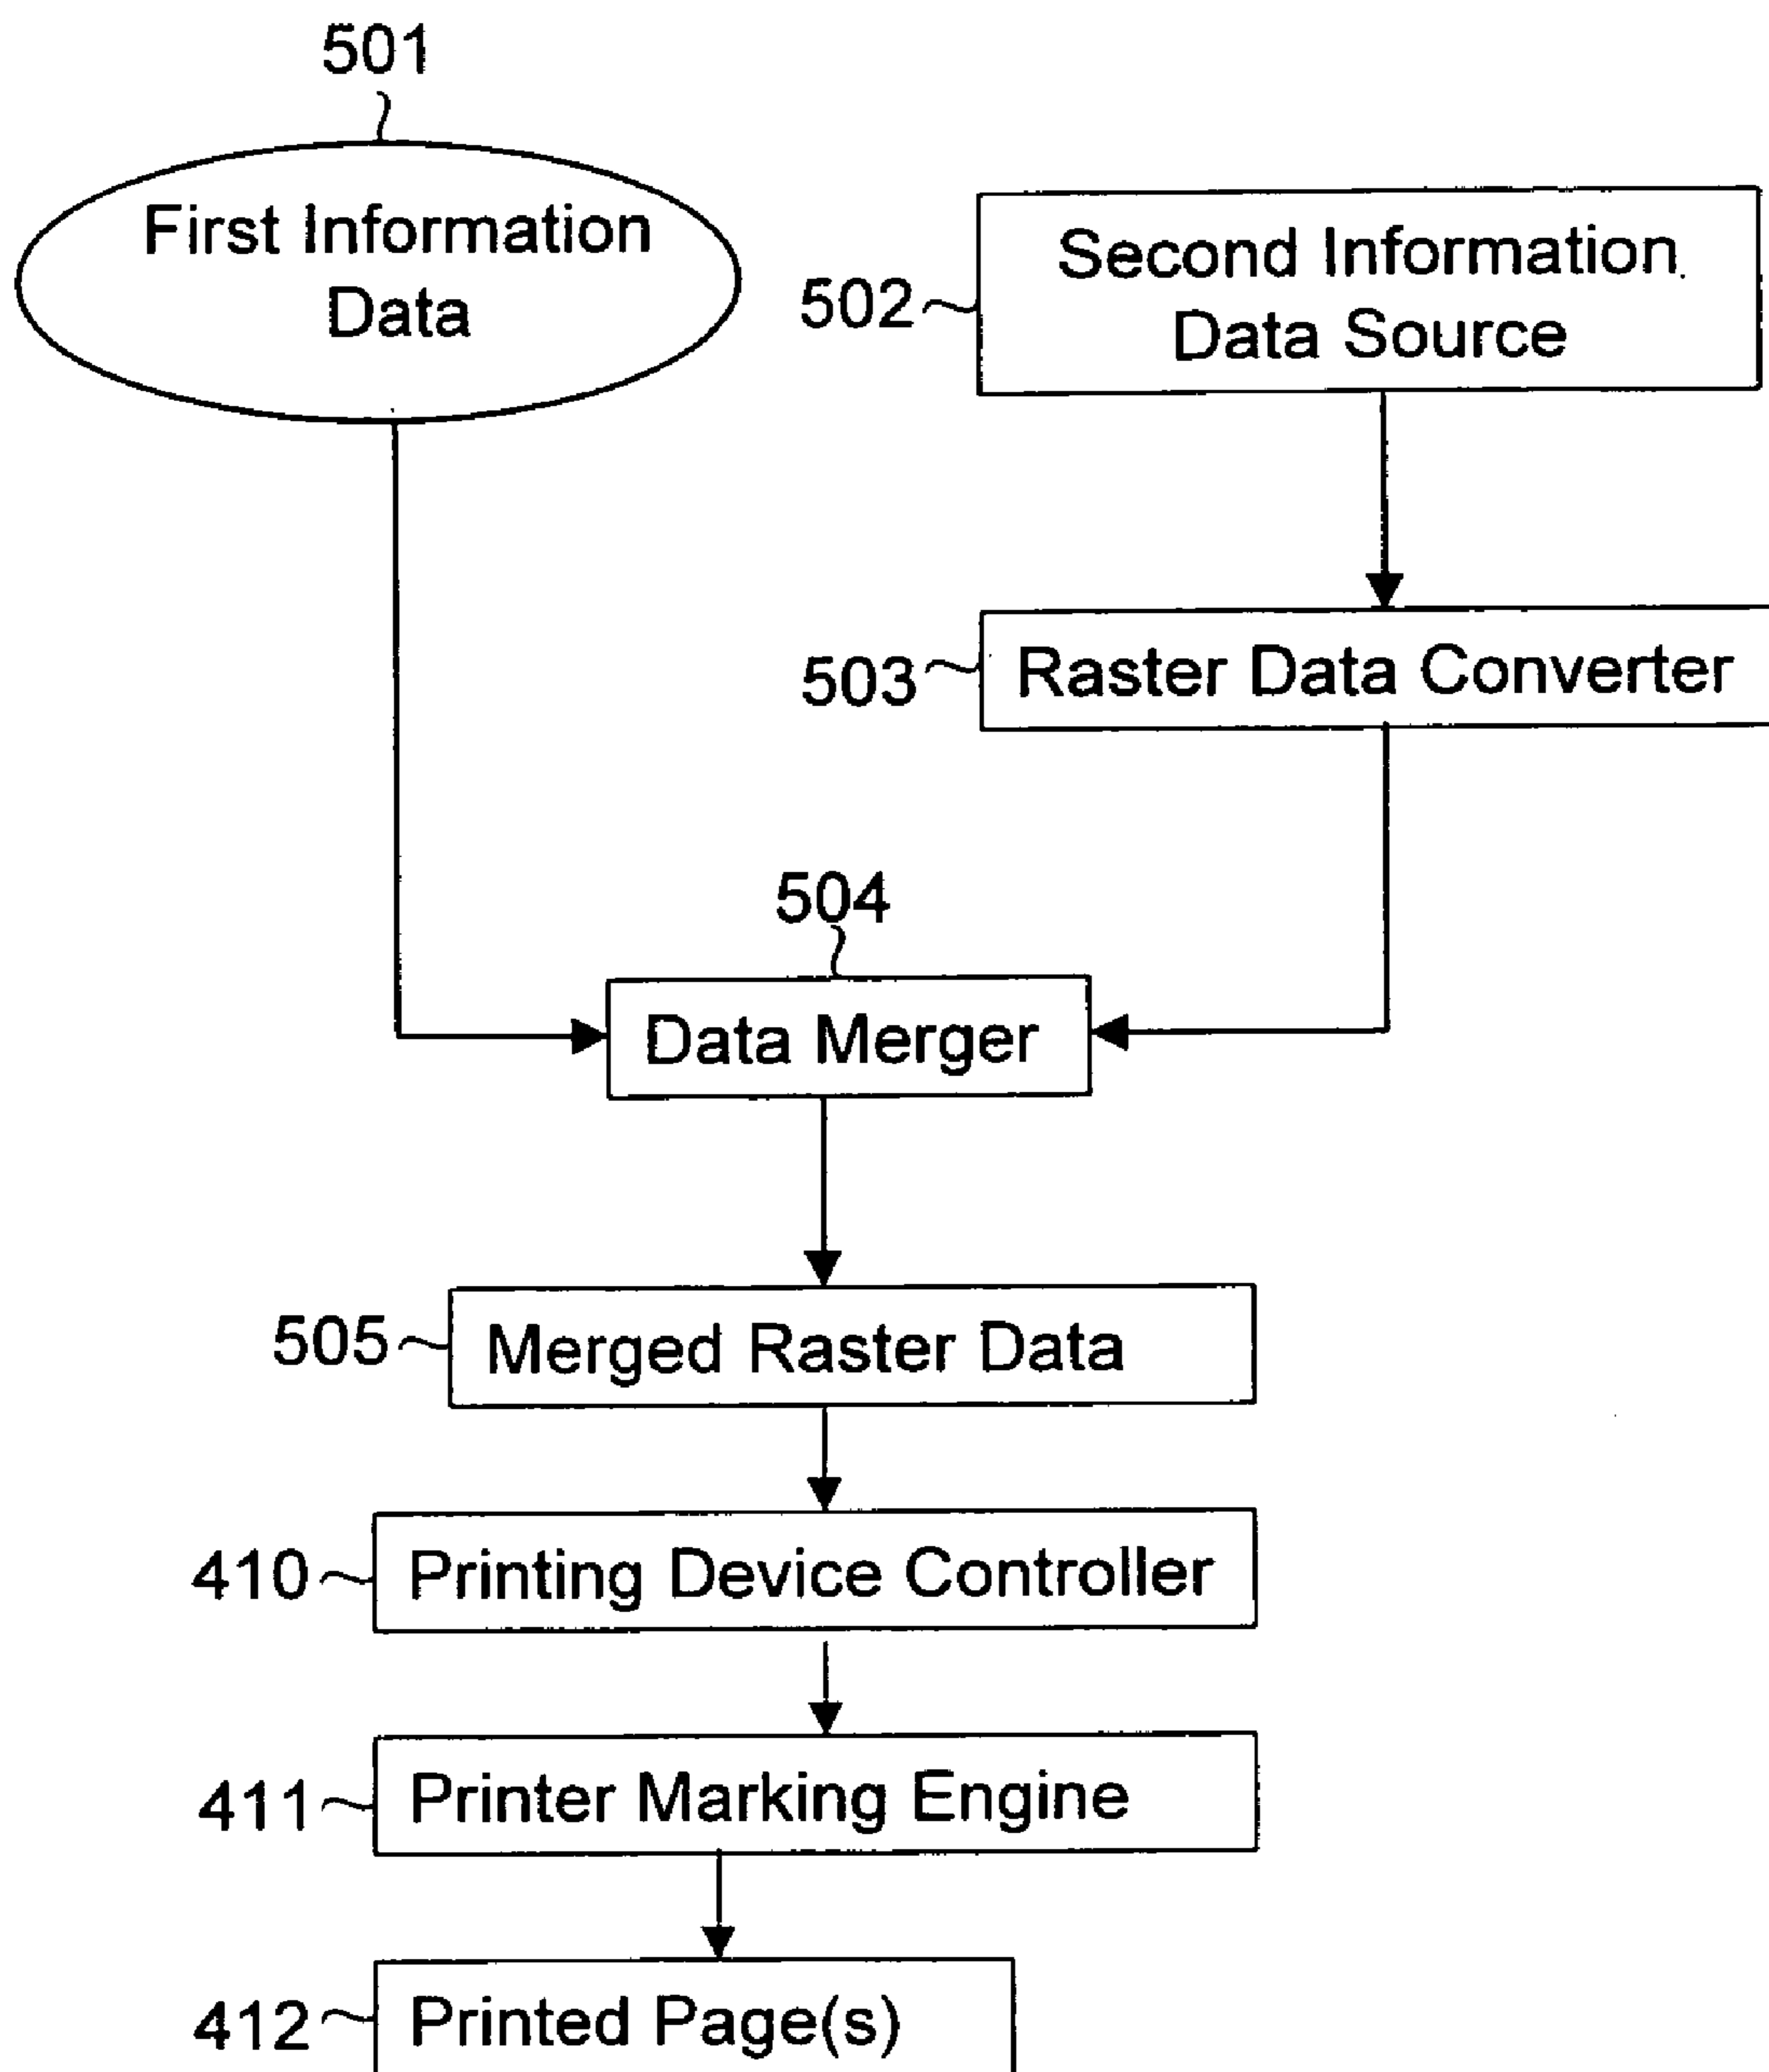 501
First Information
Data
502
Second Information
Data Source
503
Raster Data Converter
504
Data Merger
505
Merged Raster Data
410
Printing Device Controller
411
Printer Marking Engine
412
Printed Page(s)